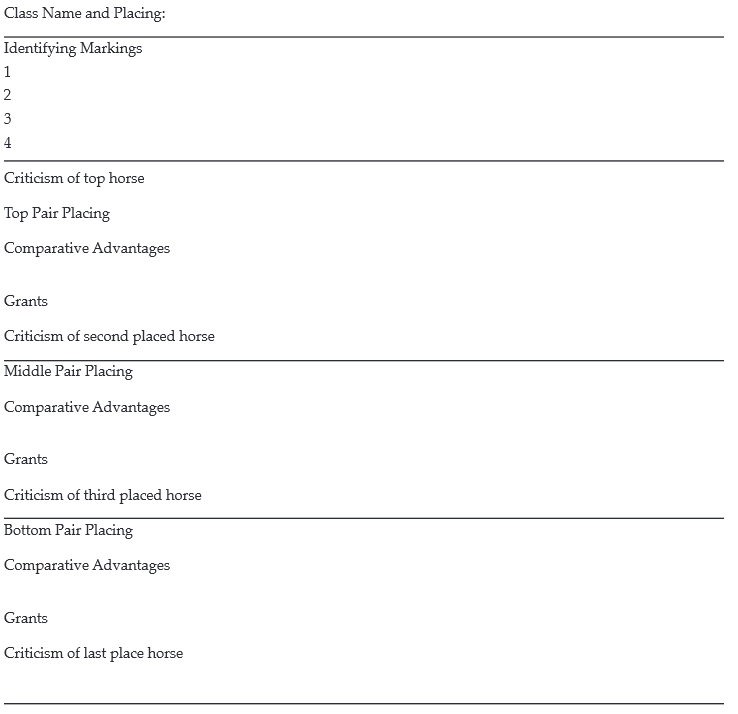 Class Name and Placing:
Identifying Markings
1
2
3
4
Criticism of top horse
Top Pair Placing
Comparative Advantages
Grants
Criticism of second placed horse
Middle Pair Placing
Comparative Advantages
Grants
Criticism of third placed horse
Bottom Pair Placing
Comparative Advantages
Grants
Criticism of last place horse